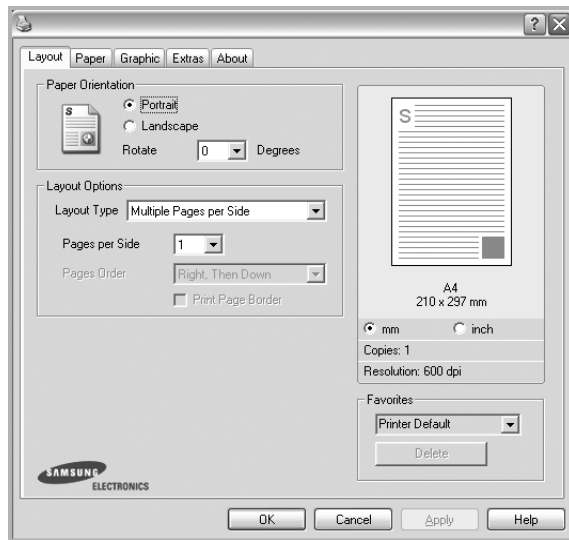 Layout Paper Graphic Extras About
Paper Orientation
S
Portrait
Landscape
Rotate 0 Degrees
Layout Options
Layout Type Multiple Pages per Side
Pages per Side 1
Pages Order Right, Then Down
Print Page Border
S
A4
210 x 297 mm
mm inch
Copies: 1
Resolution: 600 dpi
Favorites
Printer Default
Delete
SAMSUNG
ELECTRONICS
OK Cancel Apply Help